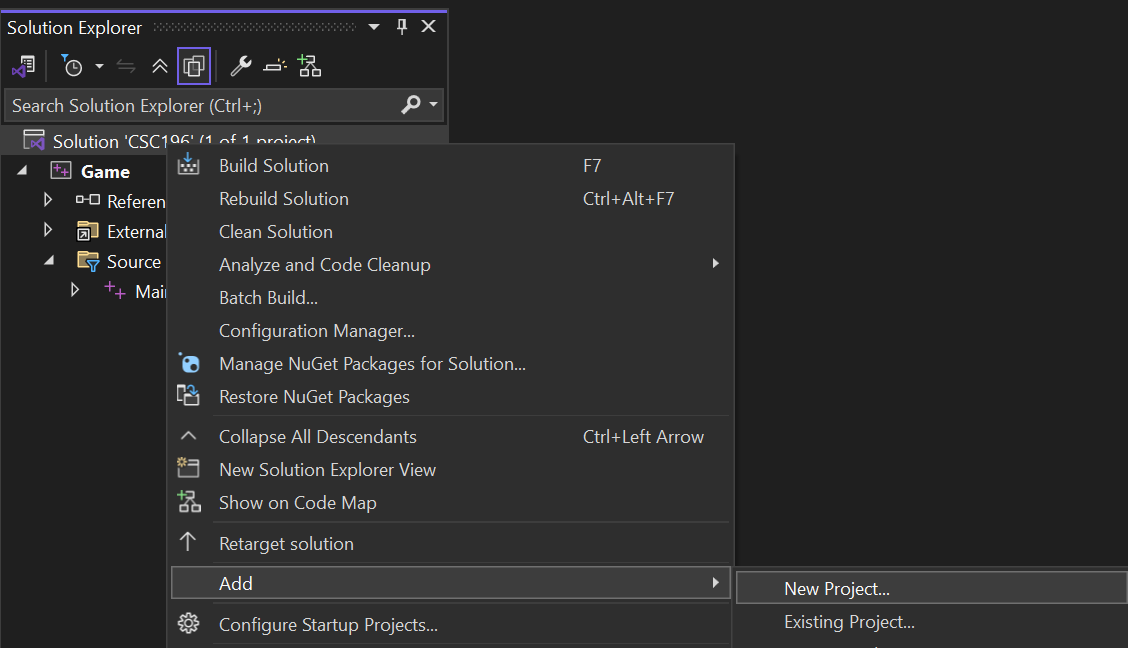 Solution Explorer
Search Solution Explorer (Ctrl+;)
Solution 'CSC196' (1 of 1 project)
Game
Referen
External
Source
Main
Build Solution F7
Rebuild Solution Ctrl+Alt+F7
Clean Solution
Analyze and Code Cleanup
Batch Build...
Configuration Manager...
Manage NuGet Packages for Solution...
Restore NuGet Packages
Collapse All Descendants Ctrl+Left Arrow
New Solution Explorer View
Show on Code Map
Retarget solution
Add
Configure Startup Projects...
New Project...
Existing Project...